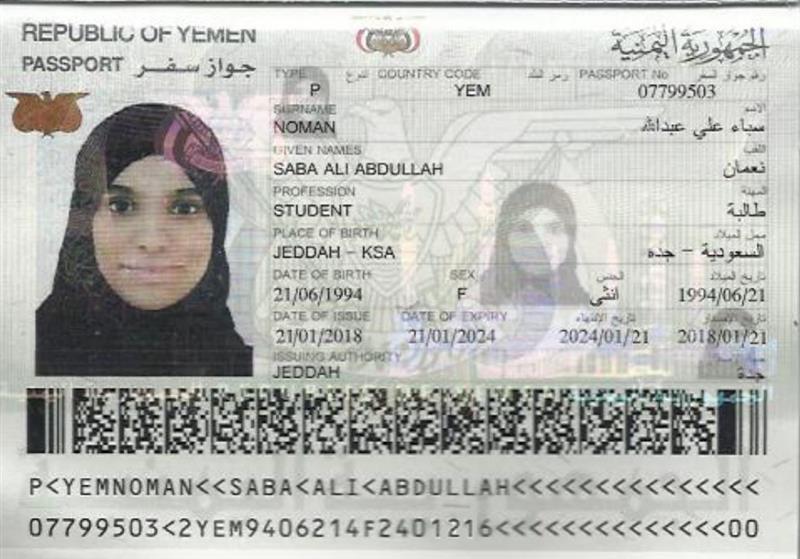 REPUBLIC OF YEMEN الجمهورية اليمنية
PASSPORT جواز سفر
TYPE النوع COUNTRY CODE رمز البلد PASSPORT No رقم جواز السفر
P YEM 07799503
SURNAME الاسم
NOMAN سباء علي عبدالله
GIVEN NAMES اللقب
SABA ALI ABDULLAH نعمان
PROFESSION المهنة
STUDENT طالبة
PLACE OF BIRTH محل الميلاد
JEDDAH - KSA السعودية - جده
DATE OF BIRTH SEX الجنس تاريخ الميلاد
21/06/1994 F أنثى 1994/06/21
DATE OF ISSUE DATE OF EXPIRY تاريخ الانتهاء تاريخ الإصدار
21/01/2018 21/01/2024 2024/01/21 2018/01/21
ISSUING AUTHORITY
JEDDAH جدة
P<YEMNOMAN<<SABA<ALI<ABDULLAH<<<<<<<<<<<<<<<
07799503<2YEM9406214F2401216<<<<<<<<<<<<<<00